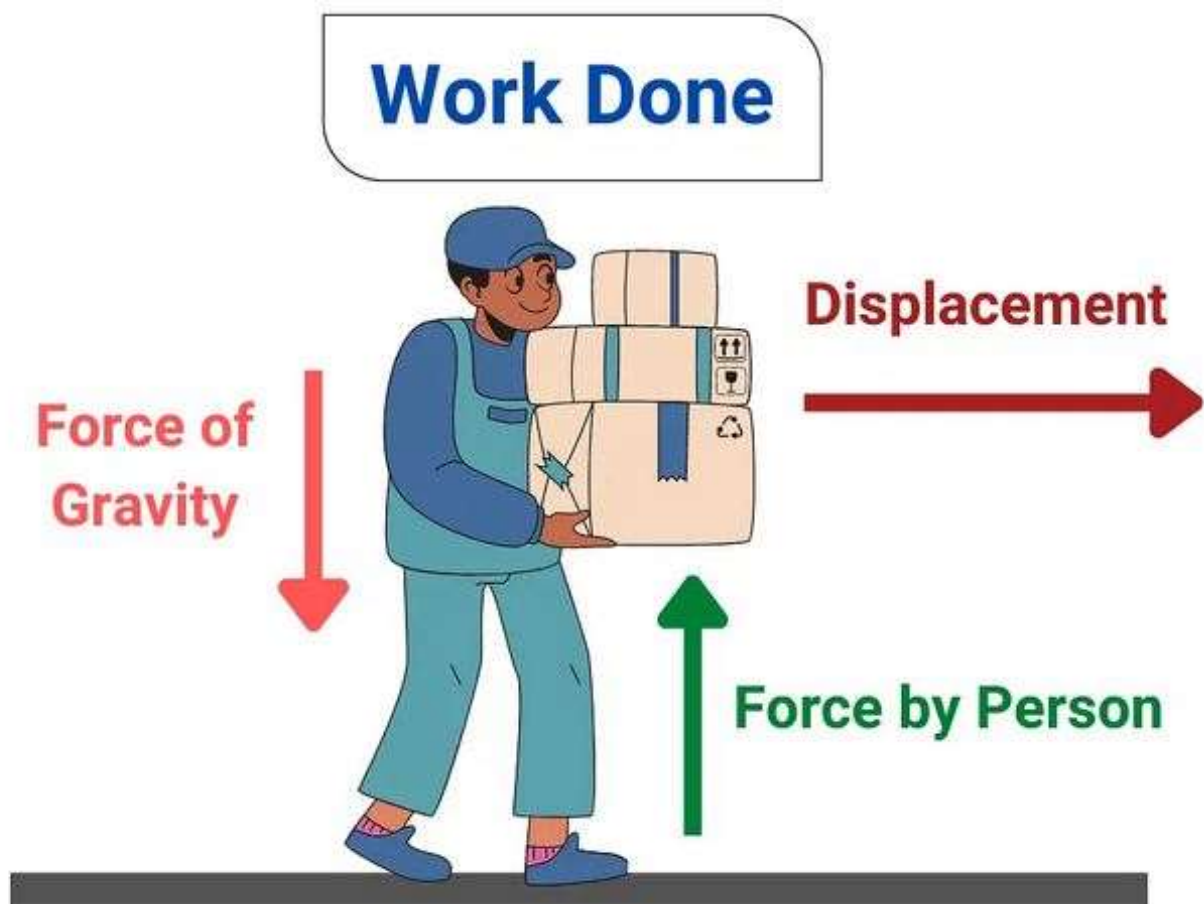 Work Done
Displacement
Force of
Gravity
Force by Person